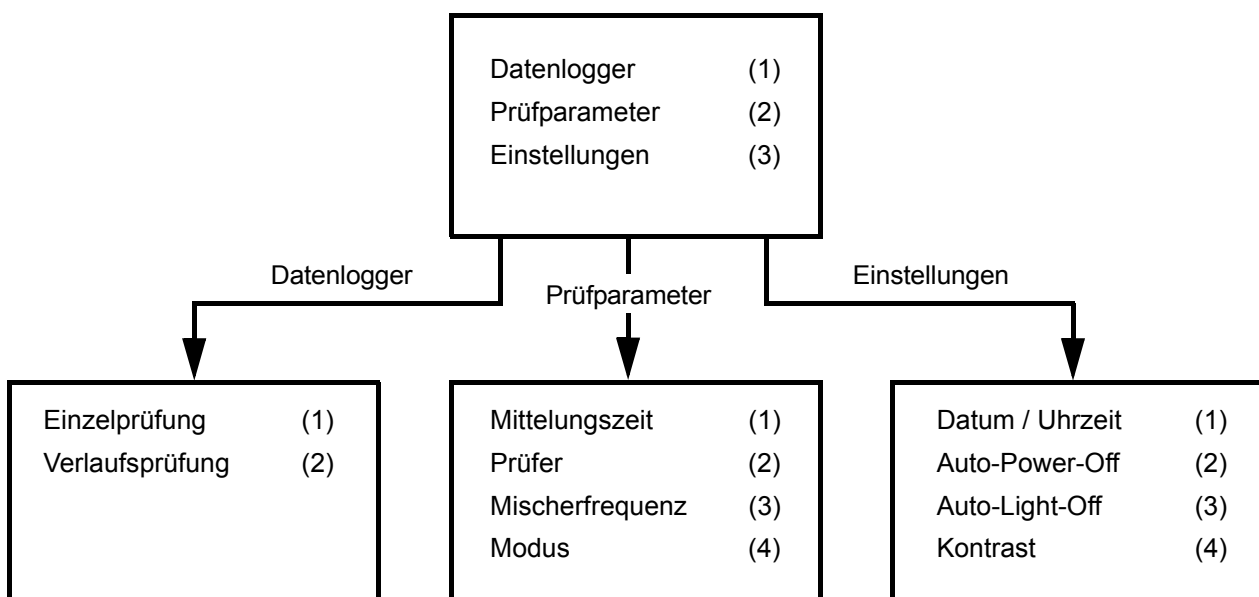 Datenlogger (1)
Prüfparameter (2)
Einstellungen (3)
Datenlogger
Prüfparameter
Einstellungen
Einzelprüfung (1)
Verlaufsprüfung (2)
Mittelungszeit (1)
Prüfer (2)
Mischerfrequenz (3)
Modus (4)
Datum / Uhrzeit (1)
Auto-Power-Off (2)
Auto-Light-Off (3)
Kontrast (4)